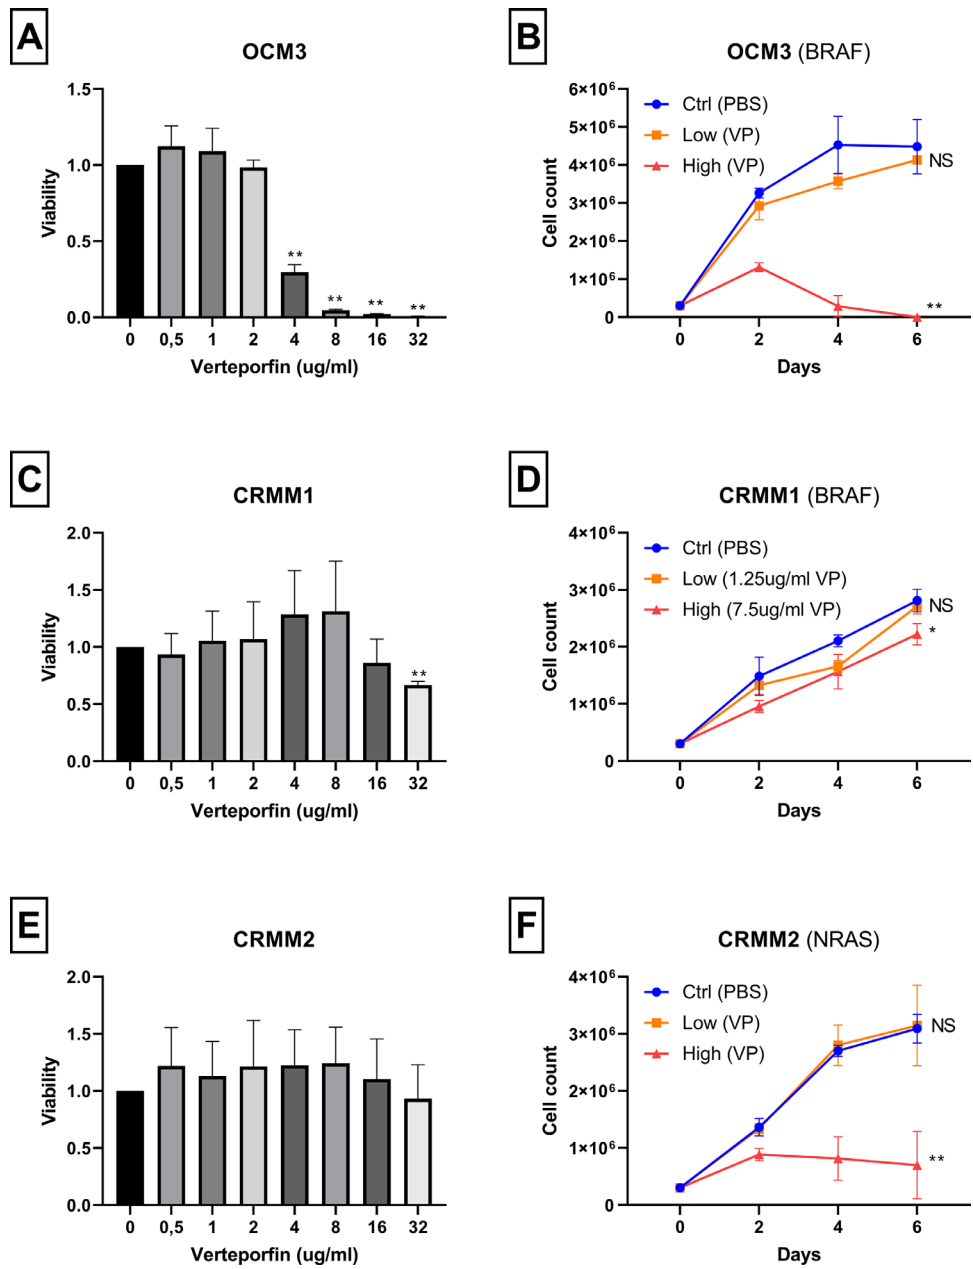 A
OCM3
Viability
1.5
1.0
0.5
0.0
** ** ** **
0 0,5 1 2 4 8 16 32
Verteporfin (ug/ml)
B
OCM3 (BRAF)
Cell count
6×10⁶
5×10⁶
4×10⁶
3×10⁶
2×10⁶
1×10⁶
0
Ctrl (PBS)
Low (VP)
High (VP)
NS
**
0 2 4 6
Days
C
CRMM1
Viability
2.0
1.5
1.0
0.5
0.0
**
0 0,5 1 2 4 8 16 32
Verteporfin (ug/ml)
D
CRMM1 (BRAF)
Cell count
4×10⁶
3×10⁶
2×10⁶
1×10⁶
0
Ctrl (PBS)
Low (1.25ug/ml VP)
High (7.5ug/ml VP)
NS
*
0 2 4 6
Days
E
CRMM2
Viability
2.0
1.5
1.0
0.5
0.0
0 0,5 1 2 4 8 16 32
Verteporfin (ug/ml)
F
CRMM2 (NRAS)
Cell count
4×10⁶
3×10⁶
2×10⁶
1×10⁶
0
Ctrl (PBS)
Low (VP)
High (VP)
NS
**
0 2 4 6
Days